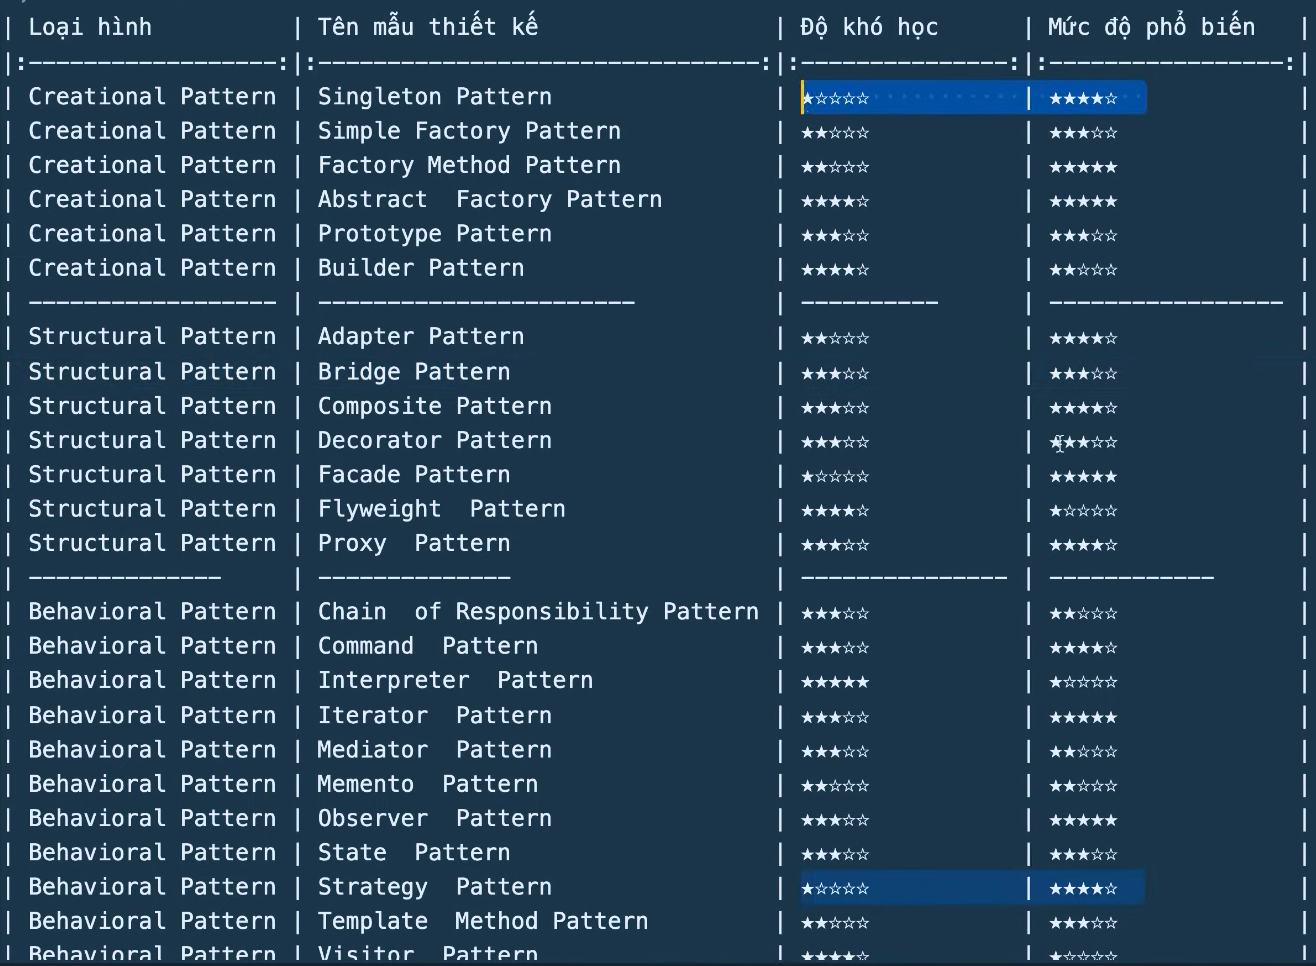 | Loại hình | Tên mẫu thiết kế | Độ khó học | Mức độ phổ biến |
|:------------------:|:--------------------------------:|:---------------:|:-----------------:|
| Creational Pattern | Singleton Pattern | ★☆☆☆☆ | ★★★★☆ |
| Creational Pattern | Simple Factory Pattern | ★★☆☆☆ | ★★★☆☆ |
| Creational Pattern | Factory Method Pattern | ★★☆☆☆ | ★★★★★ |
| Creational Pattern | Abstract  Factory Pattern | ★★★★☆ | ★★★★★ |
| Creational Pattern | Prototype Pattern | ★★★☆☆ | ★★★☆☆ |
| Creational Pattern | Builder Pattern | ★★★★☆ | ★★☆☆☆ |
| ------------------ | ----------------------- | ---------- | ----------------- |
| Structural Pattern | Adapter Pattern | ★★☆☆☆ | ★★★★☆ |
| Structural Pattern | Bridge Pattern | ★★★☆☆ | ★★★☆☆ |
| Structural Pattern | Composite Pattern | ★★★☆☆ | ★★★★☆ |
| Structural Pattern | Decorator Pattern | ★★★☆☆ | ★★★☆☆ |
| Structural Pattern | Facade Pattern | ★☆☆☆☆ | ★★★★★ |
| Structural Pattern | Flyweight  Pattern | ★★★★☆ | ★☆☆☆☆ |
| Structural Pattern | Proxy  Pattern | ★★★☆☆ | ★★★★☆ |
| -------------- | -------------- | --------------- | ------------ |
| Behavioral Pattern | Chain  of Responsibility Pattern | ★★★☆☆ | ★★☆☆☆ |
| Behavioral Pattern | Command  Pattern | ★★★☆☆ | ★★★★☆ |
| Behavioral Pattern | Interpreter  Pattern | ★★★★★ | ★☆☆☆☆ |
| Behavioral Pattern | Iterator  Pattern | ★★★☆☆ | ★★★★★ |
| Behavioral Pattern | Mediator  Pattern | ★★★☆☆ | ★★☆☆☆ |
| Behavioral Pattern | Memento  Pattern | ★★☆☆☆ | ★★☆☆☆ |
| Behavioral Pattern | Observer  Pattern | ★★★☆☆ | ★★★★★ |
| Behavioral Pattern | State  Pattern | ★★★☆☆ | ★★★☆☆ |
| Behavioral Pattern | Strategy  Pattern | ★☆☆☆☆ | ★★★★☆ |
| Behavioral Pattern | Template  Method Pattern | ★★☆☆☆ | ★★★☆☆ |
| Behavioral Pattern | Visitor  Pattern | ★★★★☆ | ★☆☆☆☆ |